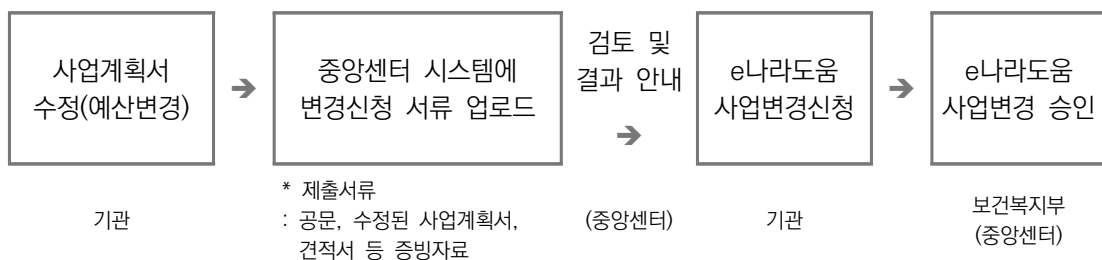 사업계획서
수정(예산변경)
➔
중앙센터 시스템에
변경신청 서류 업로드
검토 및
결과 안내
➔
e나라도움
사업변경신청
➔
e나라도움
사업변경 승인
기관
* 제출서류
: 공문, 수정된 사업계획서,
견적서 등 증빙자료
(중앙센터)
기관
보건복지부
(중앙센터)